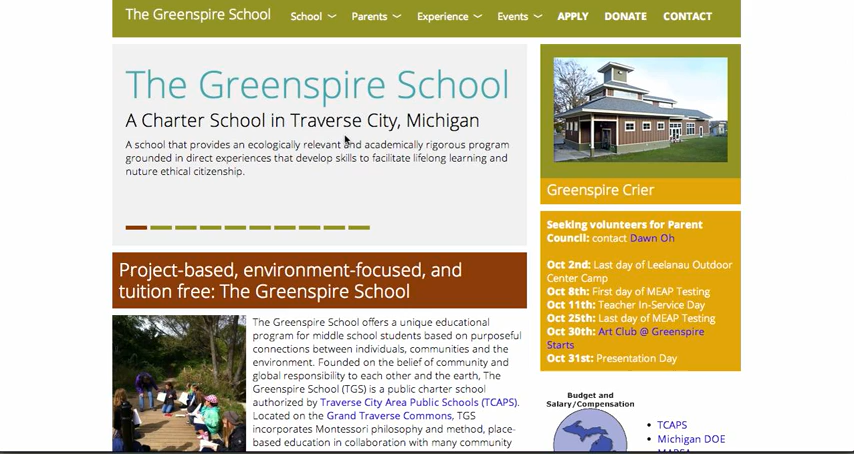 The Greenspire School
School Parents Experience Events APPLY DONATE CONTACT
The Greenspire School
A Charter School in Traverse City, Michigan
A school that provides an ecologically relevant and academically rigorous program
grounded in direct experiences that develop skills to facilitate lifelong learning and
nuture ethical citizenship.
Project-based, environment-focused, and
tuition free: The Greenspire School
The Greenspire School offers a unique educational
program for middle school students based on purposeful
connections between individuals, communities and the
environment. Founded on the belief of community and
global responsibility to each other and the earth, The
Greenspire School (TGS) is a public charter school
authorized by Traverse City Area Public Schools (TCAPS).
Located on the Grand Traverse Commons, TGS
incorporates Montessori philosophy and method, place-
based education in collaboration with many community
Greenspire Crier
Seeking volunteers for Parent
Council: contact Dawn Oh
Oct 2nd: Last day of Leelanau Outdoor
Center Camp
Oct 8th: First day of MEAP Testing
Oct 11th: Teacher In-Service Day
Oct 25th: Last day of MEAP Testing
Oct 30th: Art Club @ Greenspire
Starts
Oct 31st: Presentation Day
Budget and
Salary/Compensation
TCAPS
Michigan DOE